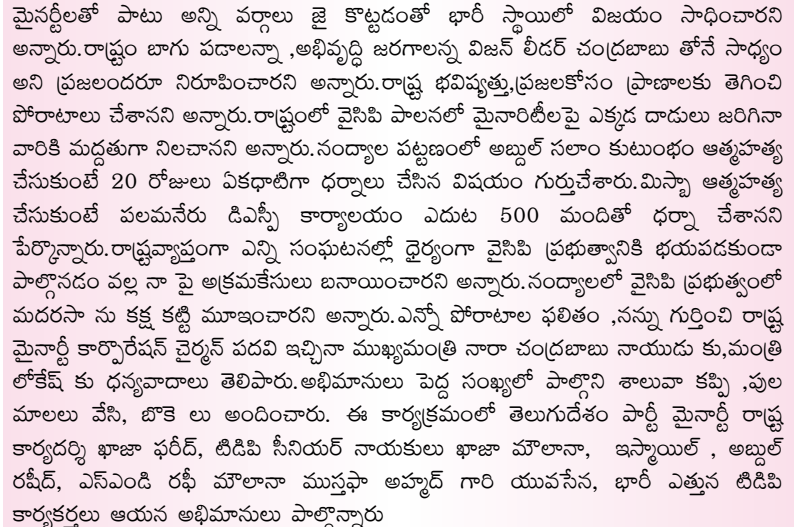 మైనర్టీలతో పాటు అన్ని వర్గాలు జై కొట్టడంతో భారీ స్థాయిలో విజయం సాధించారని
అన్నారు.రాష్ట్రం బాగు పడాలన్నా ,అభివృద్ధి జరగాలన్న విజన్ లీడర్ చంద్రబాబు తోనే సాధ్యం
అని ప్రజలందరూ నిరూపించారని అన్నారు.రాష్ట్ర భవిష్యత్తు,ప్రజలకోసం ప్రాణాలకు తెగించి
పోరాటాలు చేశానని అన్నారు.రాష్ట్రంలో వైసిపి పాలనలో మైనారిటీలపై ఎక్కడ దాడులు జరిగినా
వారికి మద్దతుగా నిలచానని అన్నారు.నంద్యాల పట్టణంలో అబ్దుల్ సలాం కుటుంభం ఆత్మహత్య
చేసుకుంటే 20 రోజులు ఏకధాటిగా ధర్నాలు చేసిన విషయం గుర్తుచేశారు.మిస్బా ఆత్మహత్య
చేసుకుంటే పలమనేరు డిఎస్పీ కార్యాలయం ఎదుట 500 మందితో ధర్నా చేశానని
పేర్కొన్నారు.రాష్ట్రవ్యాప్తంగా ఎన్ని సంఘటనల్లో ధైర్యంగా వైసిపి ప్రభుత్వానికి భయపడకుండా
పాల్గొనడం వల్ల నా పై అక్రమకేసులు బనాయించారని అన్నారు.నంద్యాలలో వైసిపి ప్రభుత్వంలో
మదరసా ను కక్ష కట్టి మూఇంచారని అన్నారు.ఎన్నో పోరాటాల ఫలితం ,నన్ను గుర్తించి రాష్ట్ర
మైనార్టీ కార్పొరేషన్ చైర్మన్ పదవి ఇచ్చినా ముఖ్యమంత్రి నారా చంద్రబాబు నాయుడు కు,మంత్రి
లోకేష్ కు ధన్యవాదాలు తెలిపారు.అభిమానులు పెద్ద సంఖ్యలో పాల్గొని శాలువా కప్పి ,పుల
మాలలు వేసి, బొకె లు అందించారు. ఈ కార్యక్రమంలో తెలుగుదేశం పార్టీ మైనార్టీ రాష్ట్ర
కార్యదర్శి ఖాజా ఫరీద్, టిడిపి సీనియర్ నాయకులు ఖాజా మౌలానా, ఇస్మాయిల్ , అబ్దుల్
రషీద్, ఎస్ఎండి రఫీ మౌలానా ముస్తఫా అహ్మద్ గారి యువసేన, భారీ ఎత్తున టిడిపి
కార్యకర్తలు ఆయన అభిమానులు పాల్గొన్నారు